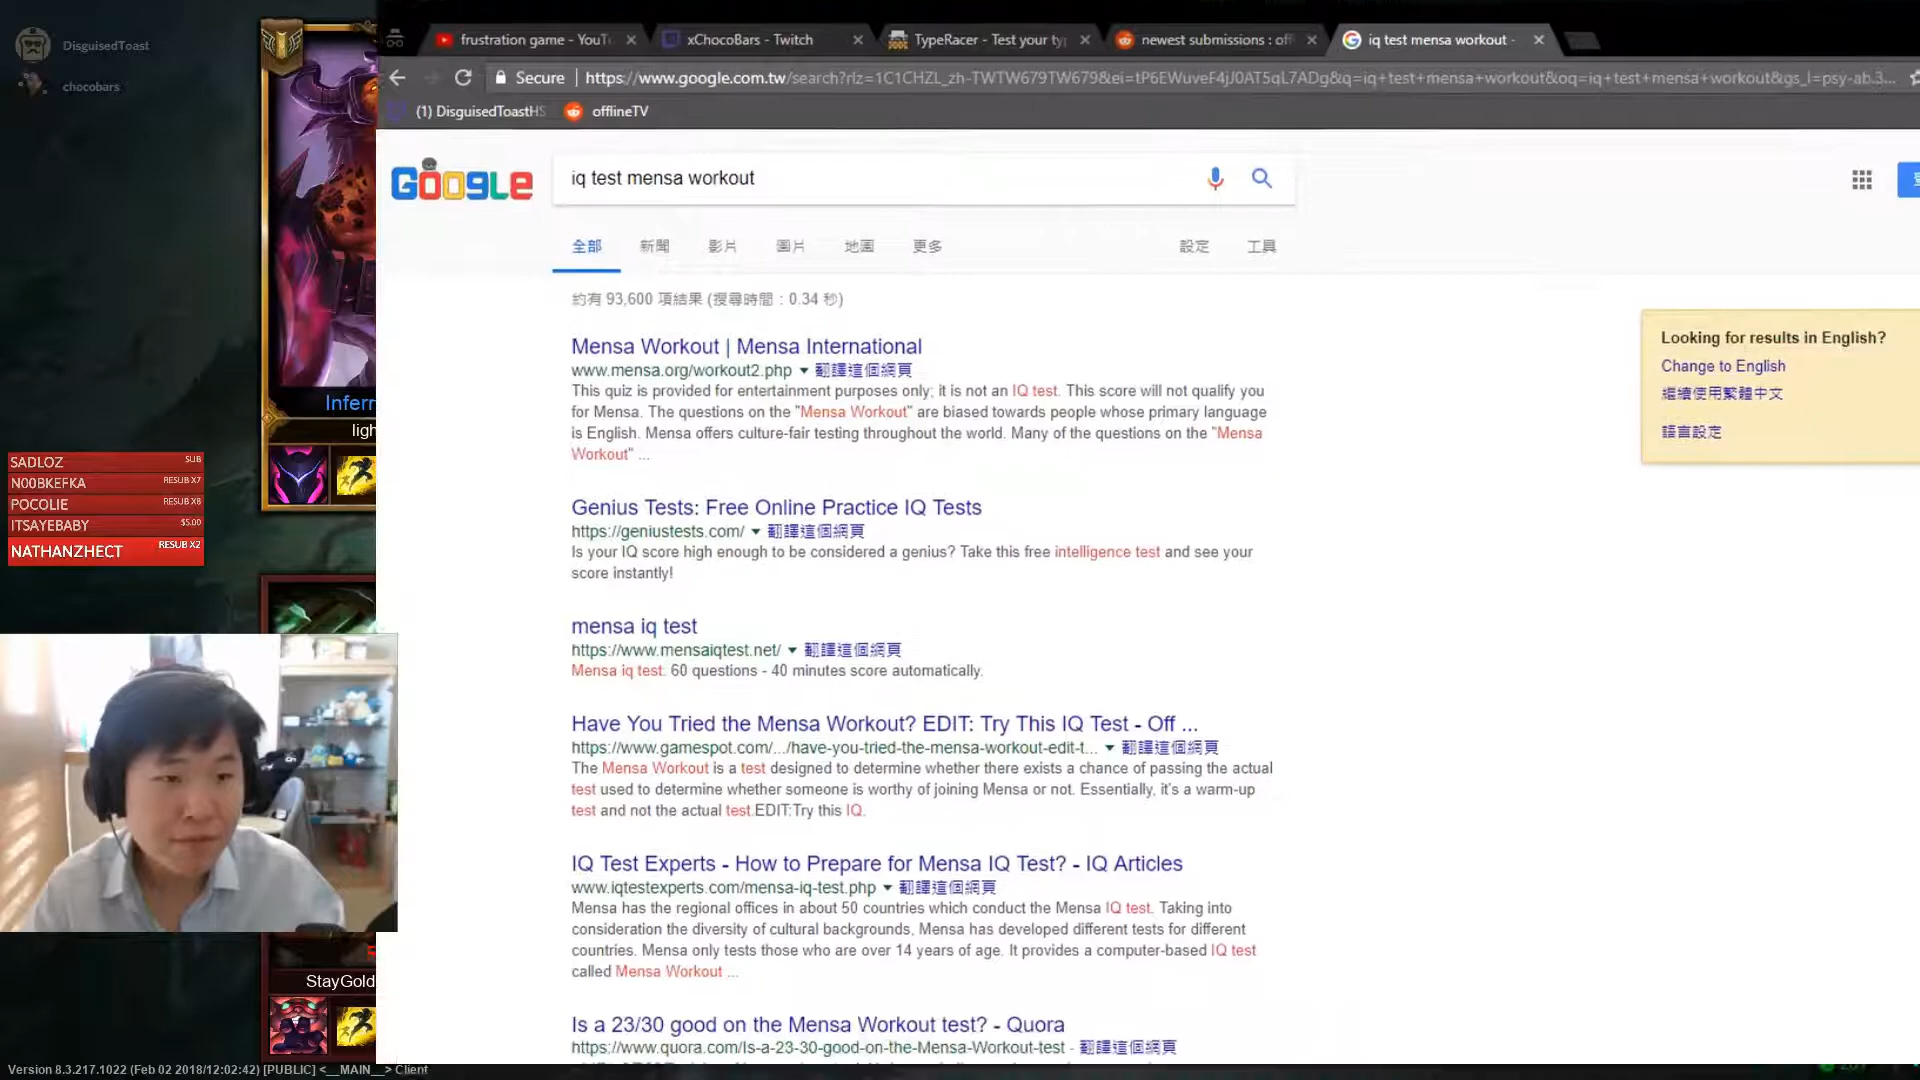 DisguisedToast
chocobars
frustration game - YouT
xChocoBars - Twitch
TypeRacer - Test your ty
newest submissions : of
iq test mensa workout -
Secure
https://www.google.com.tw/search?rlz=1C1CHZL_zh-TWTW679TW679&ei=tP6EWuveF4jJ0AT5qL7ADg&q=iq+test+mensa+workout&oq=iq+test+mensa+workout&gs_l=psy-ab.3...
(1) DisguisedToastHS
offlineTV
Google
iq test mensa workout
全部 新聞 影片 圖片 地圖 更多 設定 工具
約有 93,600 項結果 (搜尋時間:0.34 秒)
Looking for results in English?
Change to English
繼續使用繁體中文
語言設定
Mensa Workout | Mensa International
www.mensa.org/workout2.php 翻譯這個網頁
This quiz is provided for entertainment purposes only; it is not an IQ test. This score will not qualify you
for Mensa. The questions on the "Mensa Workout" are biased towards people whose primary language
is English. Mensa offers culture-fair testing throughout the world. Many of the questions on the "Mensa
Workout" ...
Genius Tests: Free Online Practice IQ Tests
https://geniustests.com/ 翻譯這個網頁
Is your IQ score high enough to be considered a genius? Take this free intelligence test and see your
score instantly!
mensa iq test
https://www.mensaiqtest.net/ 翻譯這個網頁
Mensa iq test. 60 questions - 40 minutes score automatically.
Have You Tried the Mensa Workout? EDIT: Try This IQ Test - Off ...
https://www.gamespot.com/.../have-you-tried-the-mensa-workout-edit-t... 翻譯這個網頁
The Mensa Workout is a test designed to determine whether there exists a chance of passing the actual
test used to determine whether someone is worthy of joining Mensa or not. Essentially, it's a warm-up
test and not the actual test.EDIT:Try this IQ.
IQ Test Experts - How to Prepare for Mensa IQ Test? - IQ Articles
www.iqtestexperts.com/mensa-iq-test.php 翻譯這個網頁
Mensa has the regional offices in about 50 countries which conduct the Mensa IQ test. Taking into
consideration the diversity of cultural backgrounds, Mensa has developed different tests for different
countries. Mensa only tests those who are over 14 years of age. It provides a computer-based IQ test
called Mensa Workout ...
Is a 23/30 good on the Mensa Workout test? - Quora
https://www.quora.com/Is-a-23-30-good-on-the-Mensa-Workout-test - 翻譯這個網頁
Infern
ligh
SADLOZ SUB
N00BKEFKA RESUB X7
POCOLIE RESUB X8
ITSAYEBABY $5.00
NATHANZHECT RESUB X2
StayGold
Version 8.3.217.1022 (Feb 02 2018/12:02:42) [PUBLIC] <__MAIN__> Client